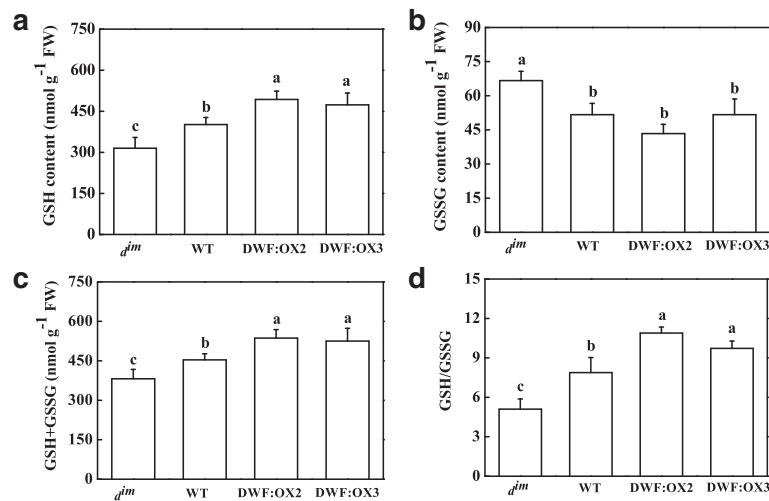 a
GSH content (nmol g⁻¹ FW)
750
600
450
300
150
0
c
b
a
a
dⁱᵐ
WT
DWF:OX2
DWF:OX3
b
GSSG content (nmol g⁻¹ FW)
90
75
60
45
30
15
0
a
b
b
b
dⁱᵐ
WT
DWF:OX2
DWF:OX3
c
GSH+GSSG (nmol g⁻¹ FW)
750
600
450
300
150
0
c
b
a
a
dⁱᵐ
WT
DWF:OX2
DWF:OX3
d
GSH/GSSG
15
12
9
6
3
0
c
b
a
a
dⁱᵐ
WT
DWF:OX2
DWF:OX3